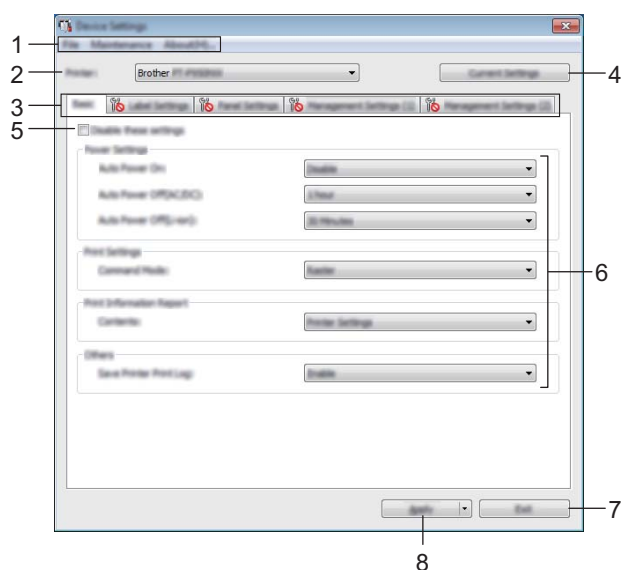 Device Settings
1 File Maintenance
2 Printer: Brother Current Settings 4
3 Basic Label Settings Panel Settings Management Settings (1) Management Settings (2)
5 Disable these settings
Power Settings
Auto Power On: Disable
Auto Power Off(AC/DC): 1 Hour
Auto Power Off(Li-ion): 30 Minutes
Print Settings
Command Mode: Raster 6
Print Information Report
Contents: Printer Settings
Others
Save Printer Print Log: Enable
Apply Exit 7
8